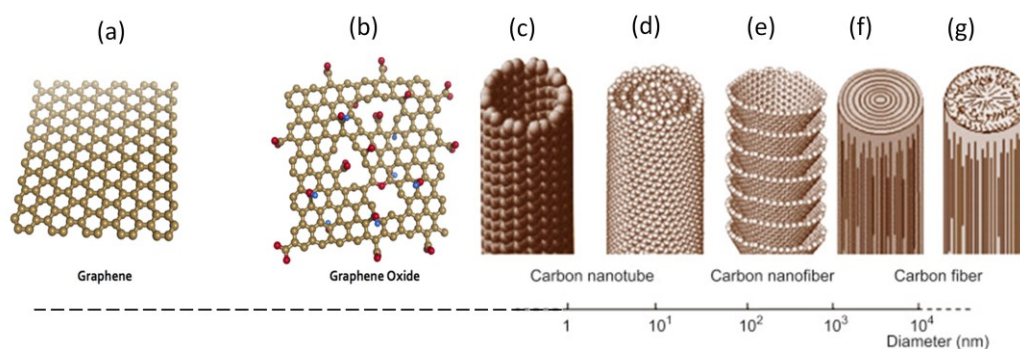 (a) (b) (c) (d) (e) (f) (g)
Graphene Graphene Oxide Carbon nanotube Carbon nanofiber Carbon fiber
1 10¹ 10² 10³ 10⁴
Diameter (nm)